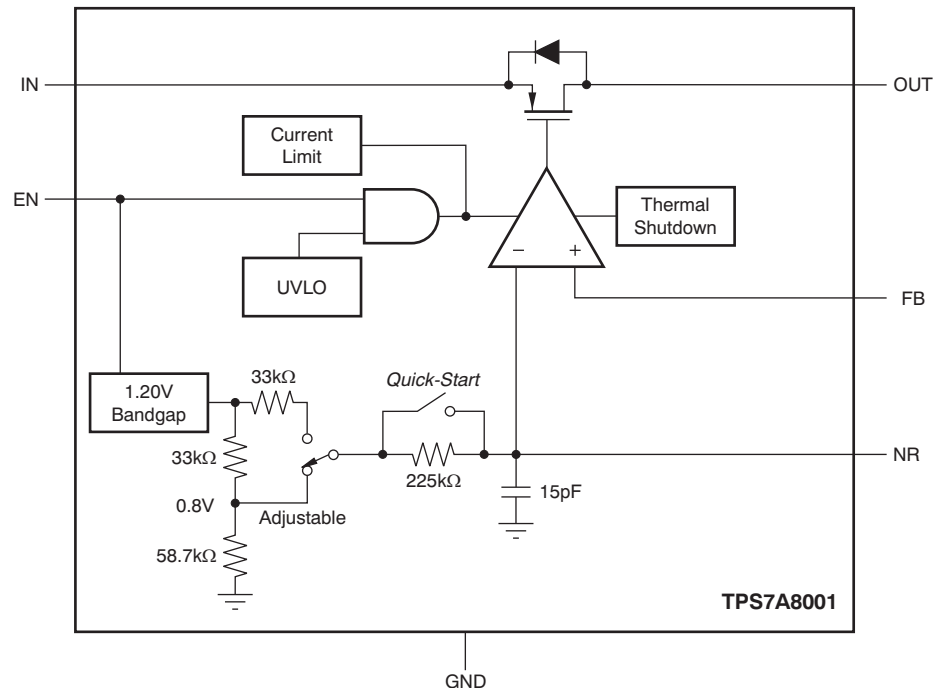 IN
OUT
Current
Limit
EN
Thermal
Shutdown
−
+
UVLO
FB
33kΩ
Quick-Start
1.20V
Bandgap
33kΩ
NR
225kΩ
15pF
0.8V
Adjustable
58.7kΩ
TPS7A8001
GND